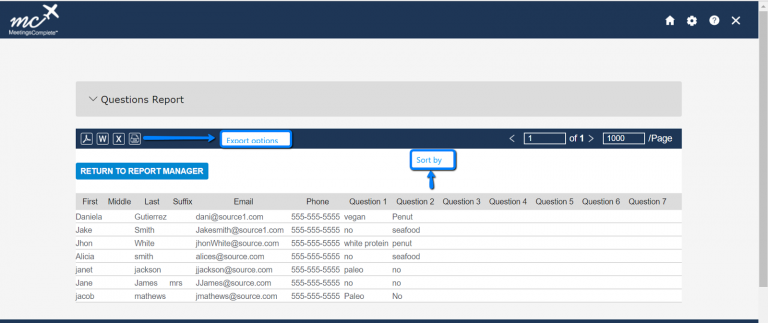 mc
MeetingsComplete™
Questions Report
W X Export options < 1 of 1 > 1000 /Page
Sort by
RETURN TO REPORT MANAGER
First Middle Last Suffix Email Phone Question 1 Question 2 Question 3 Question 4 Question 5 Question 6 Question 7
Daniela Gutierrez dani@source1.com 555-555-5555 vegan Penut
Jake Smith Jakesmith@source1.com 555-555-5555 no seafood
Jhon White jhonWhite@source.com 555-555-5555 white protein penut
Alicia smith alices@source.com 555-555-5555 no seafood
janet jackson jjackson@source.com 555-555-5555 paleo no
Jane James mrs JJames@source.com 555-555-5555 no no
jacob mathews jmathews@source.com 555-555-5555 Paleo No